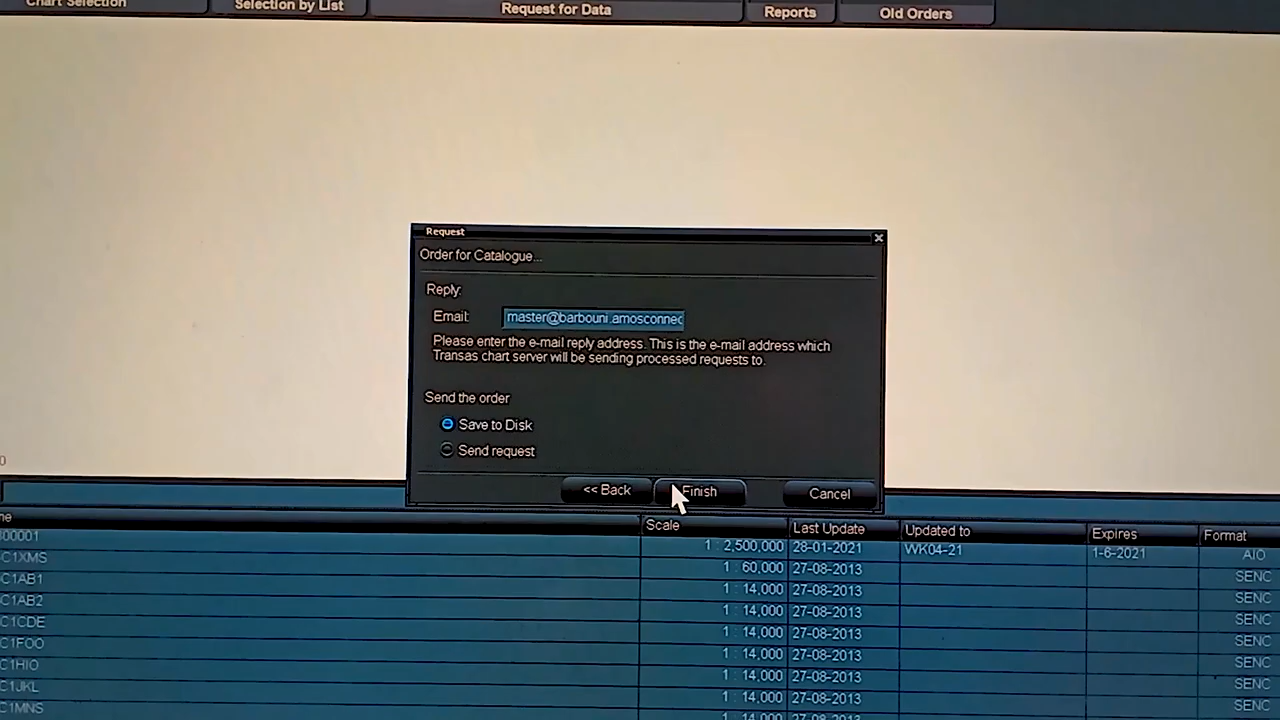 Chart Selection
Selection by List
Request for Data
Reports
Old Orders
Request
Order for Catalogue...
Reply:
Email:
master@barbouni.amosconnec
Please enter the e-mail reply address. This is the e-mail address which
Transas chart server will be sending processed requests to.
Send the order
Save to Disk
Send request
<< Back
Finish
Cancel
me Scale Last Update Updated to Expires Format
800001 1 : 2,500,000 28-01-2021 WK04-21 1-6-2021 AIO
C1XMS 1 : 60,000 27-08-2013 SENC
C1AB1 1 : 14,000 27-08-2013 SENC
C1AB2 1 : 14,000 27-08-2013 SENC
C1CDE 1 : 14,000 27-08-2013 SENC
C1FOO 1 : 14,000 27-08-2013 SENC
C1HIO 1 : 14,000 27-08-2013 SENC
C1JKL 1 : 14,000 27-08-2013 SENC
C1MNS 1 : 14,000 27-08-2013